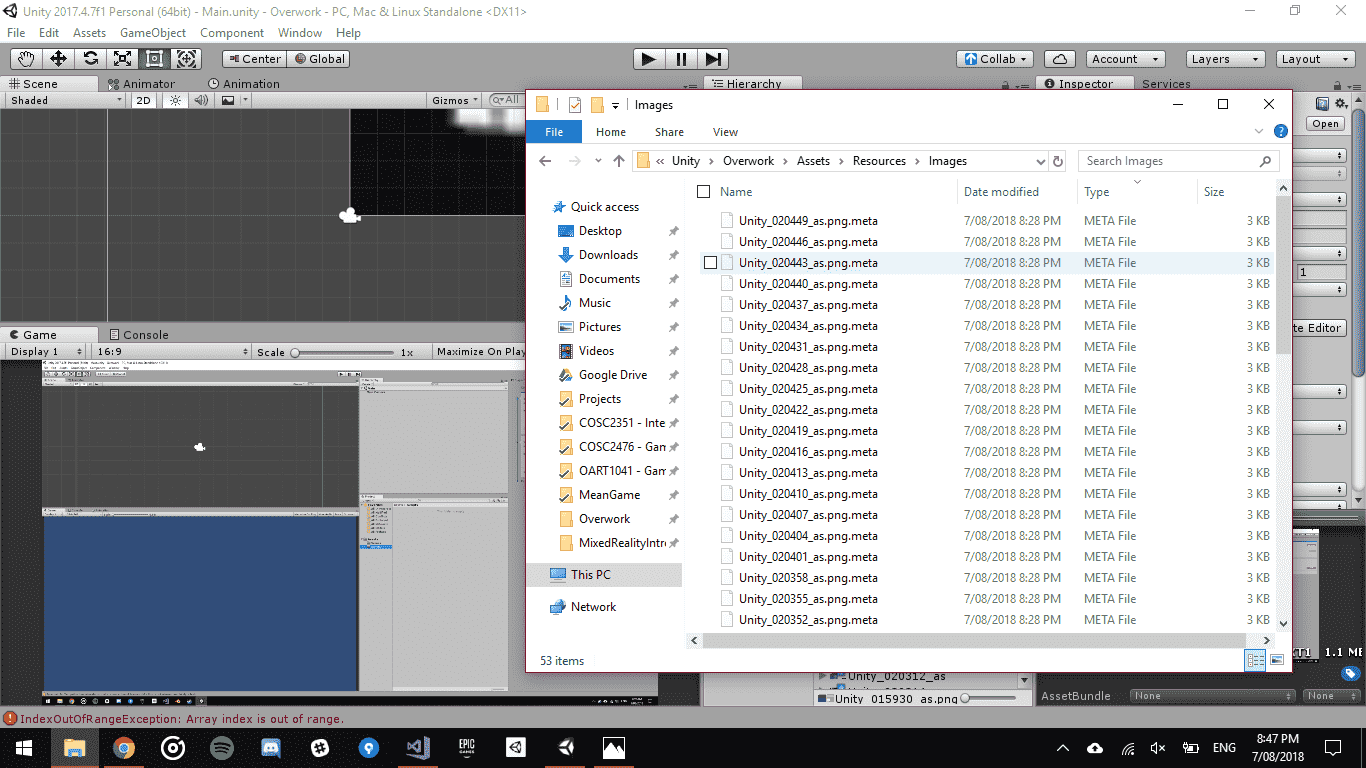 Unity 2017.4.7f1 Personal (64bit) - Main.unity - Overwork - PC, Mac & Linux Standalone <DX11>
File Edit Assets GameObject Component Window Help
Center Global Collab Account Layers Layout
Scene Animator Animation Hierarchy Inspector Services
Shaded 2D Gizmos All
Open
Images
File Home Share View
« Unity > Overwork > Assets > Resources > Images Search Images
Name Date modified Type Size
Quick access
Desktop
Downloads
Documents
Music
Pictures
Videos
Google Drive
Projects
COSC2351 - Inte
COSC2476 - Gam
OART1041 - Gam
MeanGame
Overwork
MixedRealityIntro
This PC
Network
Unity_020449_as.png.meta 7/08/2018 8:28 PM META File 3 KB
Unity_020446_as.png.meta 7/08/2018 8:28 PM META File 3 KB
Unity_020443_as.png.meta 7/08/2018 8:28 PM META File 3 KB
Unity_020440_as.png.meta 7/08/2018 8:28 PM META File 3 KB
Unity_020437_as.png.meta 7/08/2018 8:28 PM META File 3 KB
Unity_020434_as.png.meta 7/08/2018 8:28 PM META File 3 KB
Unity_020431_as.png.meta 7/08/2018 8:28 PM META File 3 KB
Unity_020428_as.png.meta 7/08/2018 8:28 PM META File 3 KB
Unity_020425_as.png.meta 7/08/2018 8:28 PM META File 3 KB
Unity_020422_as.png.meta 7/08/2018 8:28 PM META File 3 KB
Unity_020419_as.png.meta 7/08/2018 8:28 PM META File 3 KB
Unity_020416_as.png.meta 7/08/2018 8:28 PM META File 3 KB
Unity_020413_as.png.meta 7/08/2018 8:28 PM META File 3 KB
Unity_020410_as.png.meta 7/08/2018 8:28 PM META File 3 KB
Unity_020407_as.png.meta 7/08/2018 8:28 PM META File 3 KB
Unity_020404_as.png.meta 7/08/2018 8:28 PM META File 3 KB
Unity_020401_as.png.meta 7/08/2018 8:28 PM META File 3 KB
Unity_020358_as.png.meta 7/08/2018 8:28 PM META File 3 KB
Unity_020355_as.png.meta 7/08/2018 8:28 PM META File 3 KB
Unity_020352_as.png.meta 7/08/2018 8:28 PM META File 3 KB
53 items
1
te Editor
Game Console
Display 1 16:9 Scale 1x Maximize On Play
XT1 1.1 MB
Unity_020312_as
Unity_015930_as.png
AssetBundle None None
IndexOutOfRangeException: Array index is out of range.
EPIC GAMES
ENG 8:47 PM
7/08/2018